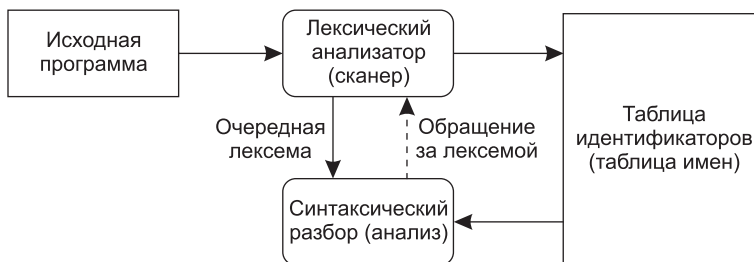 Исходная
программа
Лексический
анализатор
(сканер)
Таблица
идентификаторов
(таблица имен)
Очередная
лексема
Обращение
за лексемой
Синтаксический
разбор (анализ)